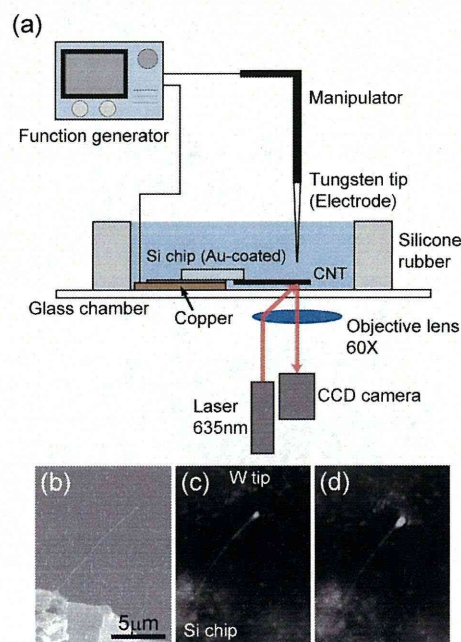 (a)
Function generator
Manipulator
Tungsten tip
(Electrode)
Si chip (Au-coated)
CNT
Silicone
rubber
Glass chamber
Copper
Objective lens
60X
Laser
635nm
CCD camera
(b)
5μm
(c)
W tip
Si chip
(d)